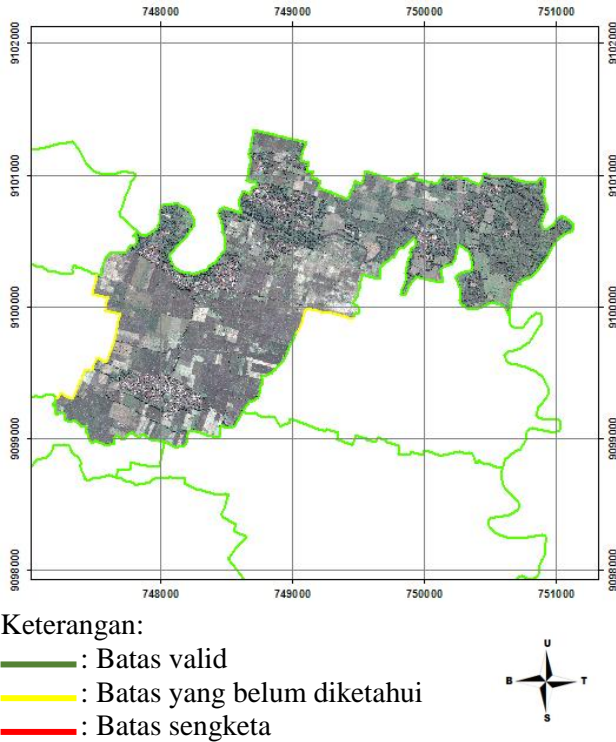 748000 749000 750000 751000
9102000 9102000
9101000 9101000
9100000 9100000
9099000 9099000
9098000 9098000
748000 749000 750000 751000
Keterangan:
: Batas valid
: Batas yang belum diketahui
: Batas sengketa
U
B T
S